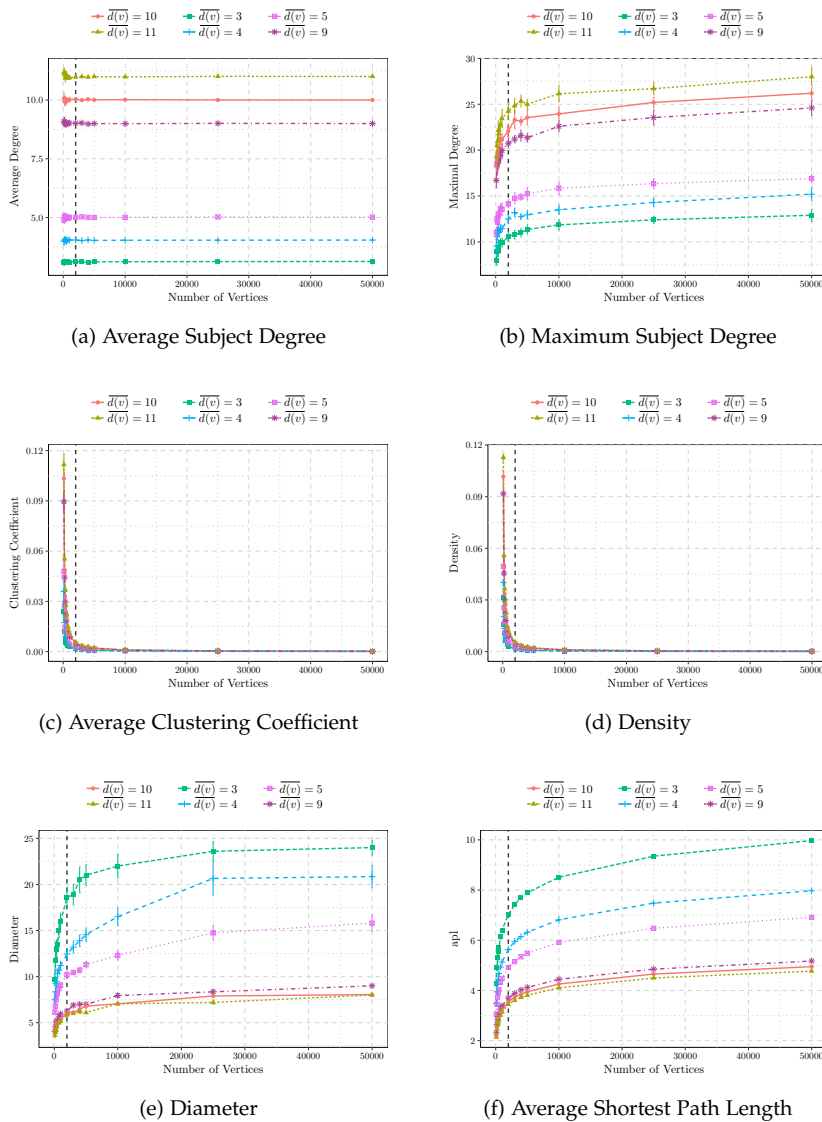 d(v) = 10 d(v) = 3 d(v) = 5
d(v) = 11 d(v) = 4 d(v) = 9
Average Degree
10.0
7.5
5.0
0 10000 20000 30000 40000 50000
Number of Vertices
(a) Average Subject Degree
d(v) = 10 d(v) = 3 d(v) = 5
d(v) = 11 d(v) = 4 d(v) = 9
Maximal Degree
30
25
20
15
10
0 10000 20000 30000 40000 50000
Number of Vertices
(b) Maximum Subject Degree
d(v) = 10 d(v) = 3 d(v) = 5
d(v) = 11 d(v) = 4 d(v) = 9
Clustering Coefficient
0.12
0.09
0.06
0.03
0.00
0 10000 20000 30000 40000 50000
Number of Vertices
(c) Average Clustering Coefficient
d(v) = 10 d(v) = 3 d(v) = 5
d(v) = 11 d(v) = 4 d(v) = 9
Density
0.12
0.09
0.06
0.03
0.00
0 10000 20000 30000 40000 50000
Number of Vertices
(d) Density
d(v) = 10 d(v) = 3 d(v) = 5
d(v) = 11 d(v) = 4 d(v) = 9
Diameter
25
20
15
10
5
0 10000 20000 30000 40000 50000
Number of Vertices
(e) Diameter
d(v) = 10 d(v) = 3 d(v) = 5
d(v) = 11 d(v) = 4 d(v) = 9
apl
10
8
6
4
2
0 10000 20000 30000 40000 50000
Number of Vertices
(f) Average Shortest Path Length